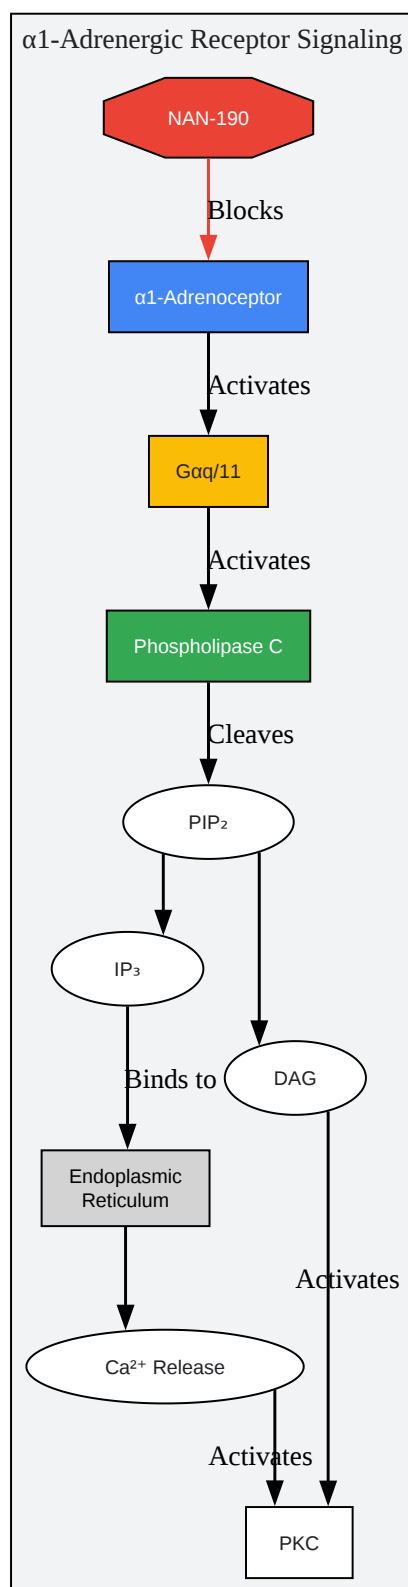 α1-Adrenergic Receptor Signaling
NAN-190
Blocks
α1-Adrenoceptor
Activates
Gαq/11
Activates
Phospholipase C
Cleaves
PIP₂
IP₃
Binds to
DAG
Endoplasmic
Reticulum
Activates
Ca²⁺ Release
Activates
PKC